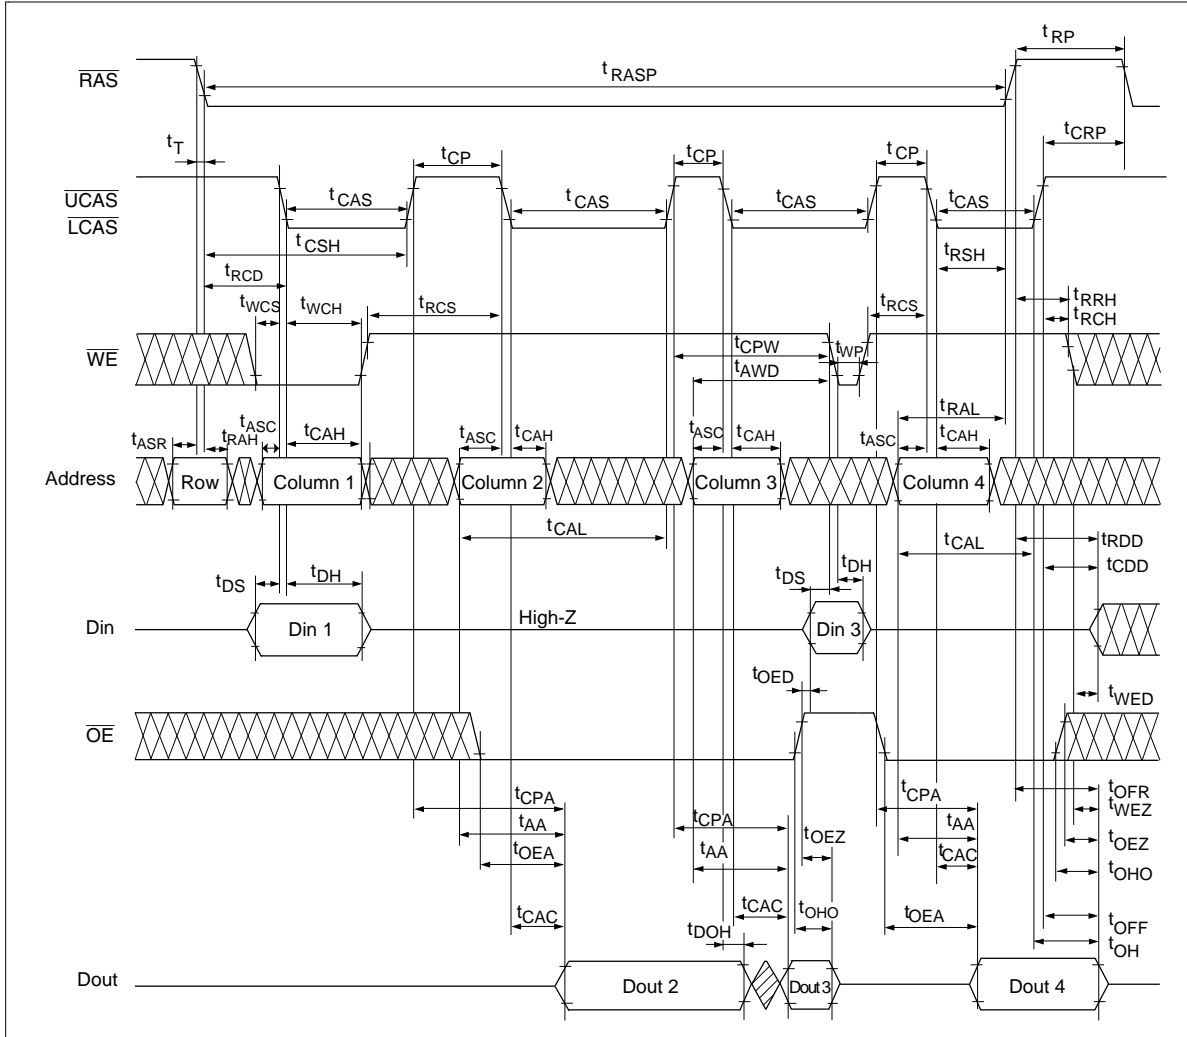 tRP
RAS
tRASP
tT
tCRP
tCP tCP tCP
UCAS
LCAS
tCAS tCAS tCAS tCAS
tCSH
tRSH
tRCD
tWCS tWCH tRCS tRCS tRRH
tRCH
WE
tCPW tWP
tAWD
tRAL
tASR tRAH tASC tCAH tASC tCAH tASC tCAH tASC tCAH
Address Row Column 1 Column 2 Column 3 Column 4
tCAL tCAL tRDD
tCDD
tDS tDH tDS tDH
Din Din 1 High-Z Din 3
tOED tWED
OE
tCPA tCPA tCPA tOFR
tWEZ
tAA tAA tOEZ tAA tOEZ
tOEA tCAC tOHO
tCAC tCAC tOHO tOEA tOFF
tDOH tOH
Dout Dout 2 Dout 3 Dout 4